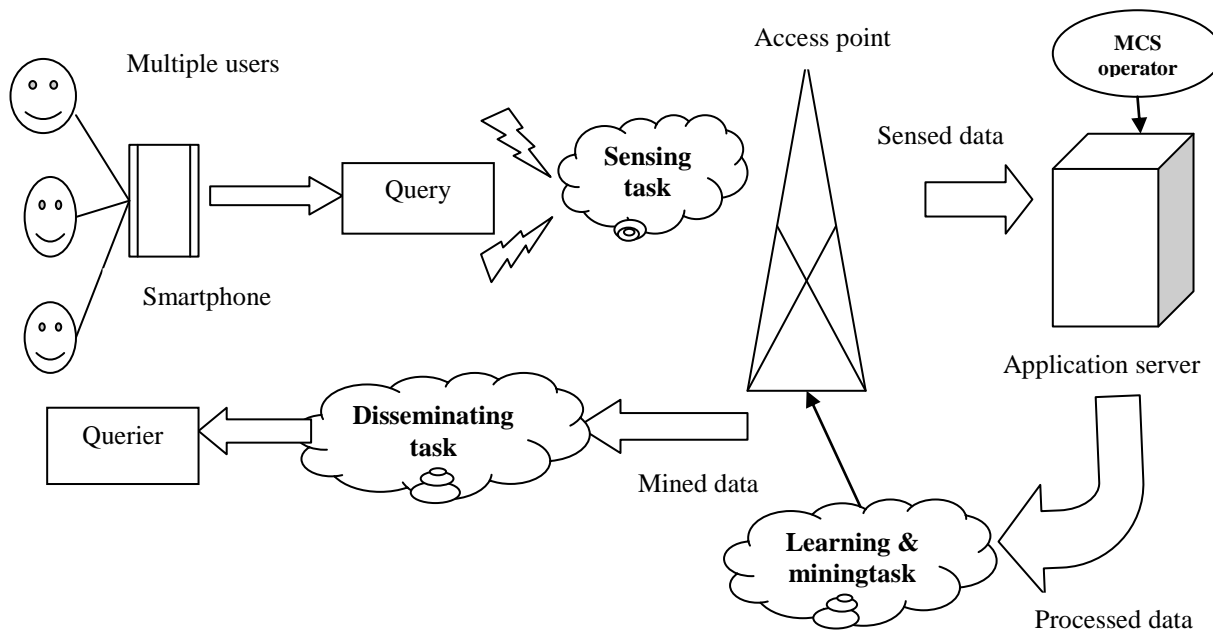 Multiple users
Access point
MCS
operator
Sensing
task
Sensed data
Query
Smartphone
Application server
Querier
Disseminating
task
Mined data
Learning &
miningtask
Processed data